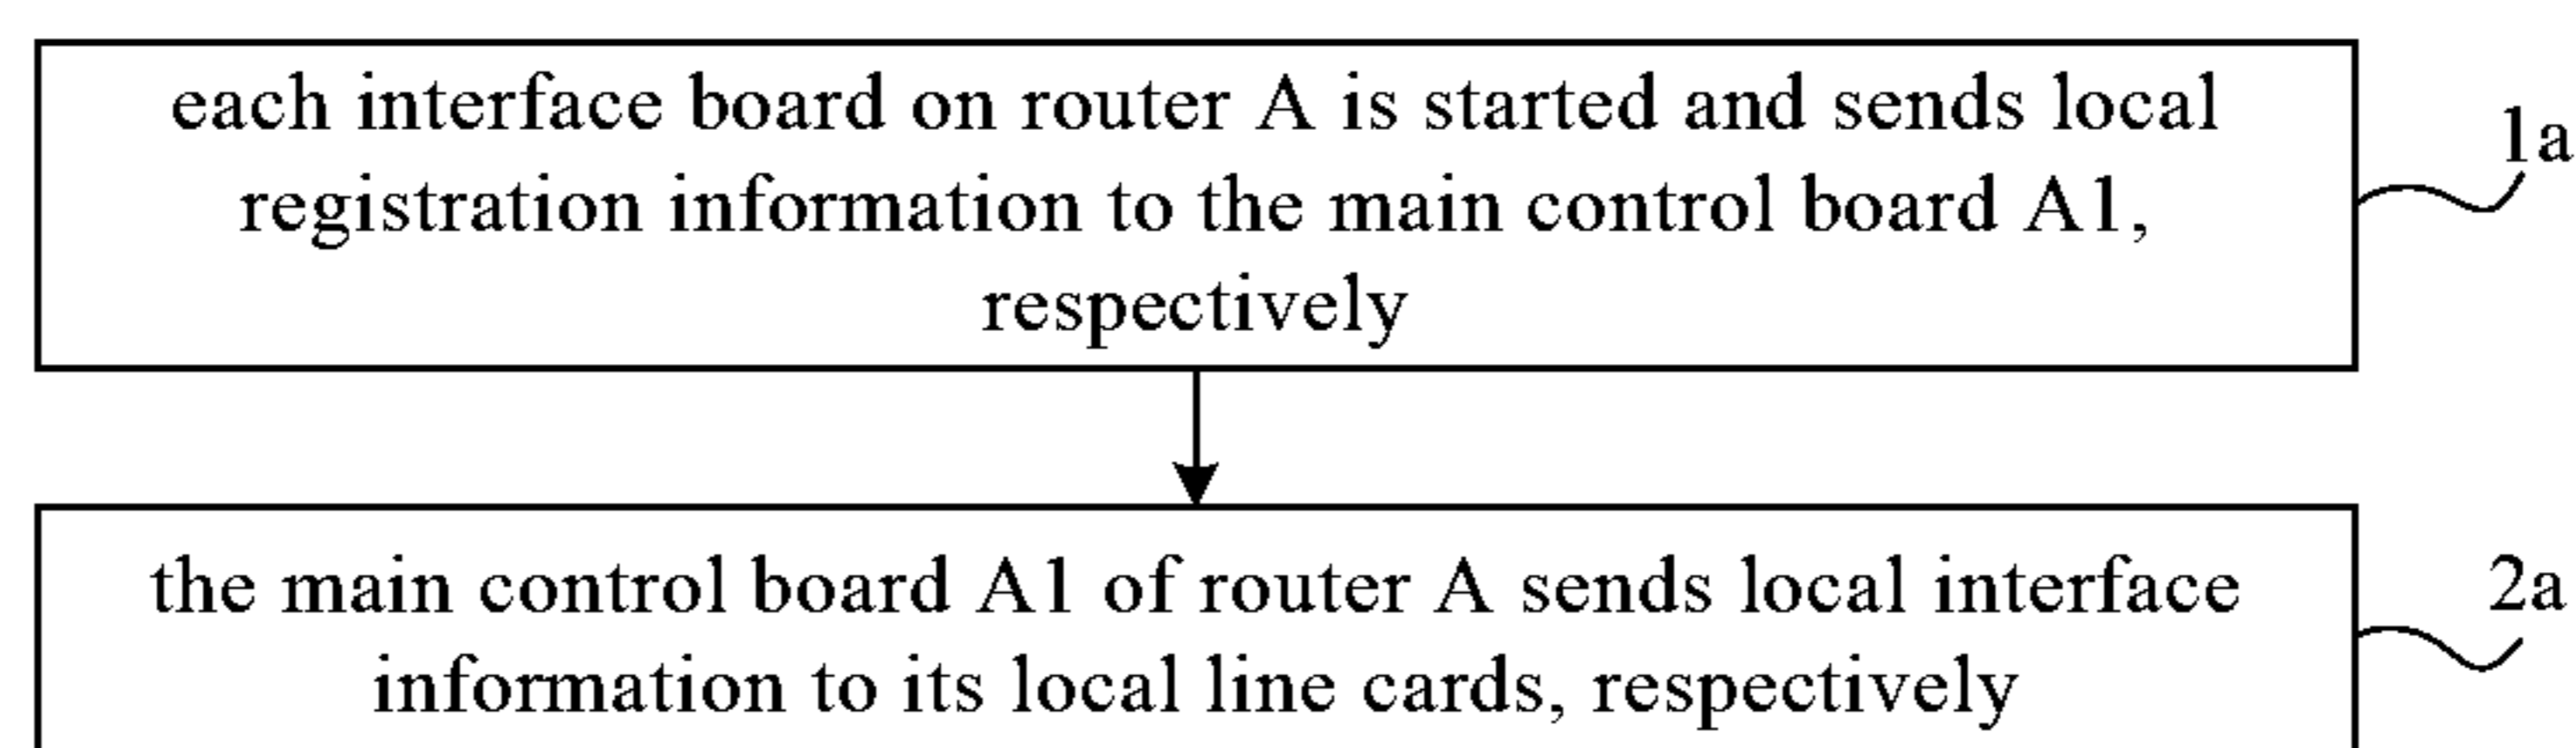 each interface board on router A is started and sends local
registration information to the main control board A1,
respectively
1a
the main control board A1 of router A sends local interface
information to its local line cards, respectively
2a